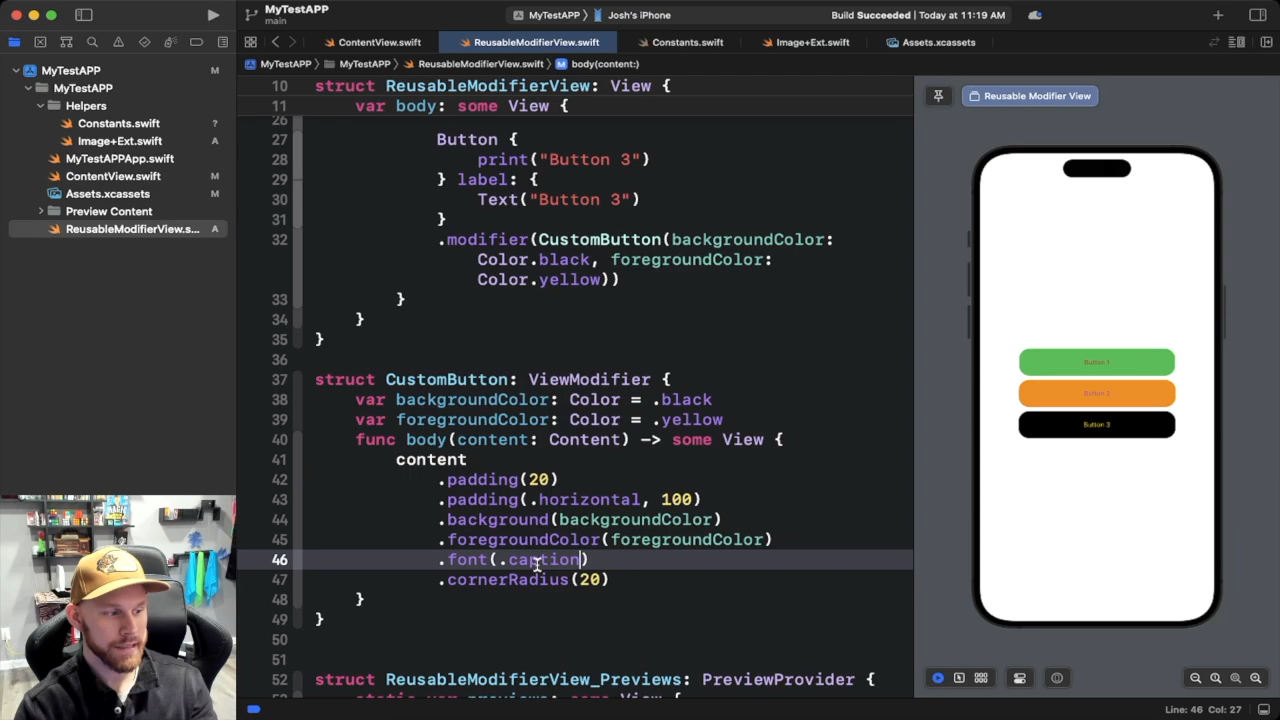 MyTestAPP
main
MyTestAPP
Josh's iPhone
Build Succeeded | Today at 11:19 AM
ContentView.swift
ReusableModifierView.swift
Constants.swift
Image+Ext.swift
Assets.xcassets
MyTestAPP
MyTestAPP
ReusableModifierView.swift
M body(content:)
MyTestAPP M
MyTestAPP
Helpers
Constants.swift ?
Image+Ext.swift A
MyTestAPPApp.swift
ContentView.swift M
Assets.xcassets M
Preview Content
ReusableModifierView.s... A
10 struct ReusableModifierView: View {
11 var body: some View {
26
27 Button {
28 print("Button 3")
29 } label: {
30 Text("Button 3")
31 }
32 .modifier(CustomButton(backgroundColor:
Color.black, foregroundColor:
Color.yellow))
33 }
34 }
35 }
36
37 struct CustomButton: ViewModifier {
38 var backgroundColor: Color = .black
39 var foregroundColor: Color = .yellow
40 func body(content: Content) -> some View {
41 content
42 .padding(20)
43 .padding(.horizontal, 100)
44 .background(backgroundColor)
45 .foregroundColor(foregroundColor)
46 .font(.caption)
47 .cornerRadius(20)
48 }
49 }
50
51
52 struct ReusableModifierView_Previews: PreviewProvider {
Reusable Modifier View
Button 1
Button 2
Button 3
Line: 46 Col: 27